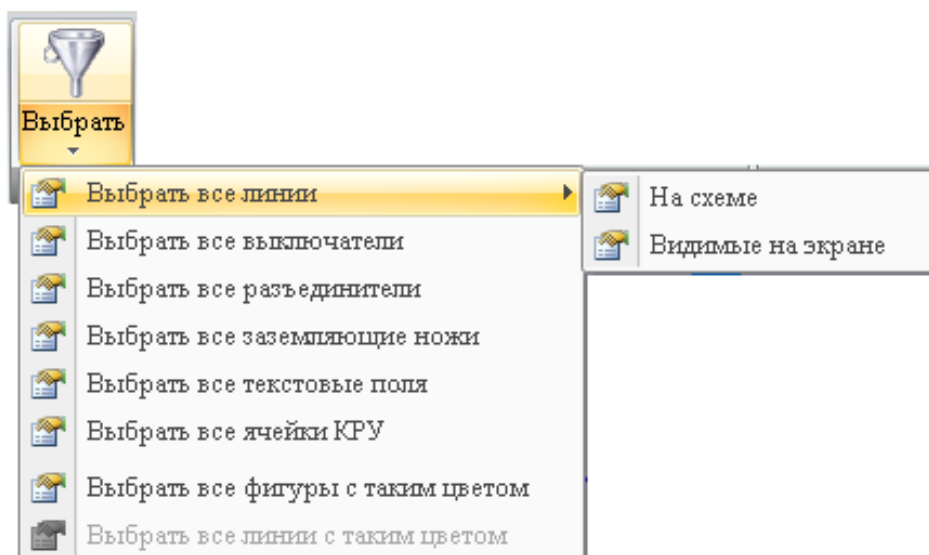 Выбрать
Выбрать все линии
На схеме
Видимые на экране
Выбрать все выключатели
Выбрать все разъединители
Выбрать все заземляющие ножи
Выбрать все текстовые поля
Выбрать все ячейки КРУ
Выбрать все фигуры с таким цветом
Выбрать все линии с таким цветом